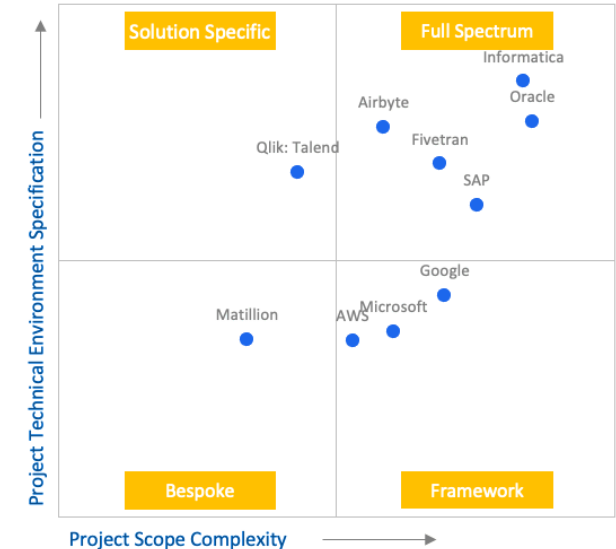 Solution Specific
Full Spectrum
Informatica
Airbyte
Oracle
Fivetran
Qlik: Talend
SAP
Google
Matillion
AWS
Microsoft
Bespoke
Framework
Project Technical Environment Specification
Project Scope Complexity